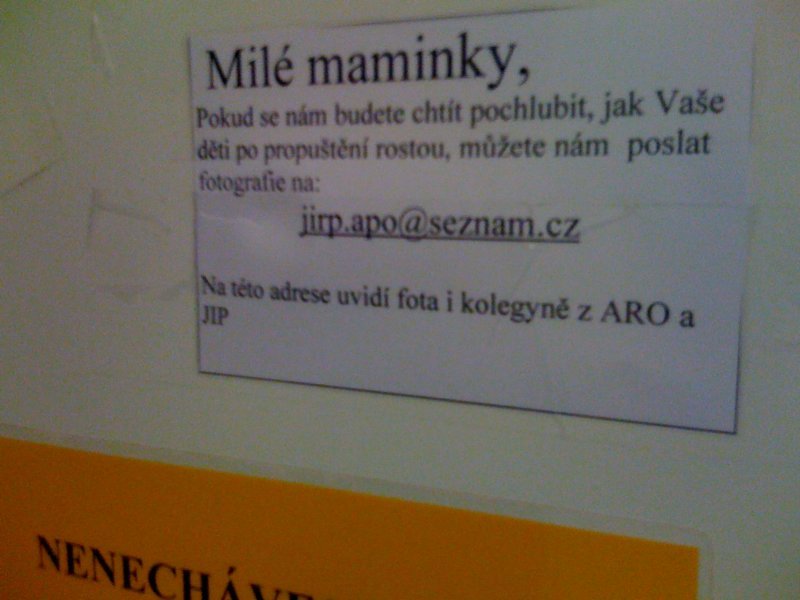 Milé maminky,
Pokud se nám budete chtít pochlubit, jak Vaše
děti po propuštění rostou, můžete nám poslat
fotografie na:
jirp.apo@seznam.cz
Na této adrese uvidí fota i kolegyně z ARO a
JIP